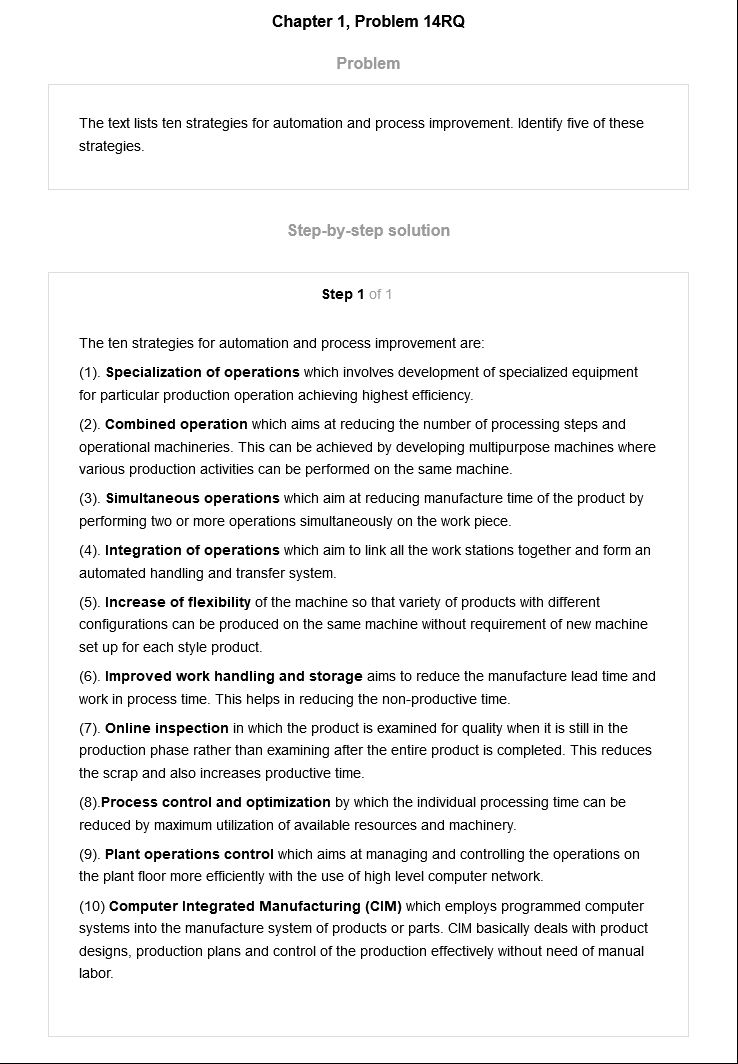 Chapter 1, Problem 14RQ
Problem
The text lists ten strategies for automation and process improvement. Identify five of these
strategies.
Step-by-step solution
Step 1 of 1
The ten strategies for automation and process improvement are:
(1). Specialization of operations which involves development of specialized equipment
for particular production operation achieving highest efficiency.
(2). Combined operation which aims at reducing the number of processing steps and
operational machineries. This can be achieved by developing multipurpose machines where
various production activities can be performed on the same machine.
(3). Simultaneous operations which aim at reducing manufacture time of the product by
performing two or more operations simultaneously on the work piece.
(4). Integration of operations which aim to link all the work stations together and form an
automated handling and transfer system.
(5). Increase of flexibility of the machine so that variety of products with different
configurations can be produced on the same machine without requirement of new machine
set up for each style product.
(6). Improved work handling and storage aims to reduce the manufacture lead time and
work in process time. This helps in reducing the non-productive time.
(7). Online inspection in which the product is examined for quality when it is still in the
production phase rather than examining after the entire product is completed. This reduces
the scrap and also increases productive time.
(8).Process control and optimization by which the individual processing time can be
reduced by maximum utilization of available resources and machinery.
(9). Plant operations control which aims at managing and controlling the operations on
the plant floor more efficiently with the use of high level computer network.
(10) Computer Integrated Manufacturing (CIM) which employs programmed computer
systems into the manufacture system of products or parts. CIM basically deals with product
designs, production plans and control of the production effectively without need of manual
labor.